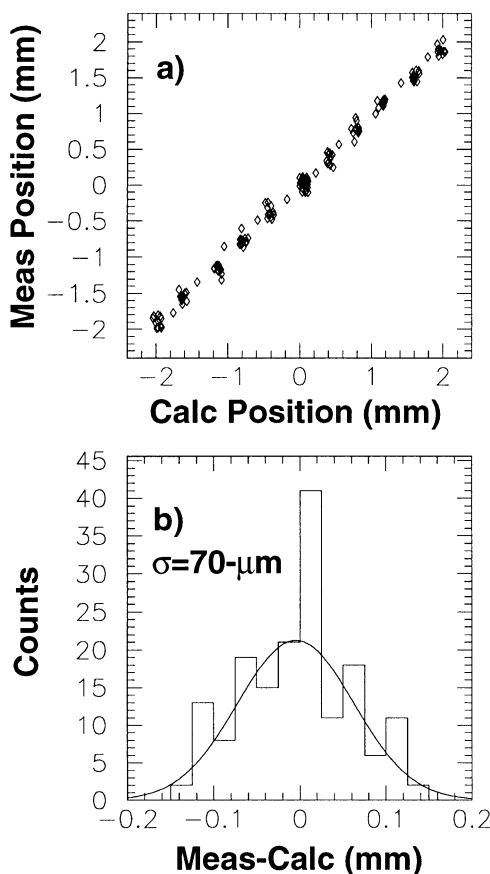 2
1.5
a)
1
0.5
0
−0.5
−1
−1.5
−2
Meas Position (mm)
−2 −1 0 1 2
Calc Position (mm)
45
40
b)
35
σ=70-μm
30
25
20
15
10
5
0
Counts
−0.2 −0.1 0 0.1 0.2
Meas-Calc (mm)